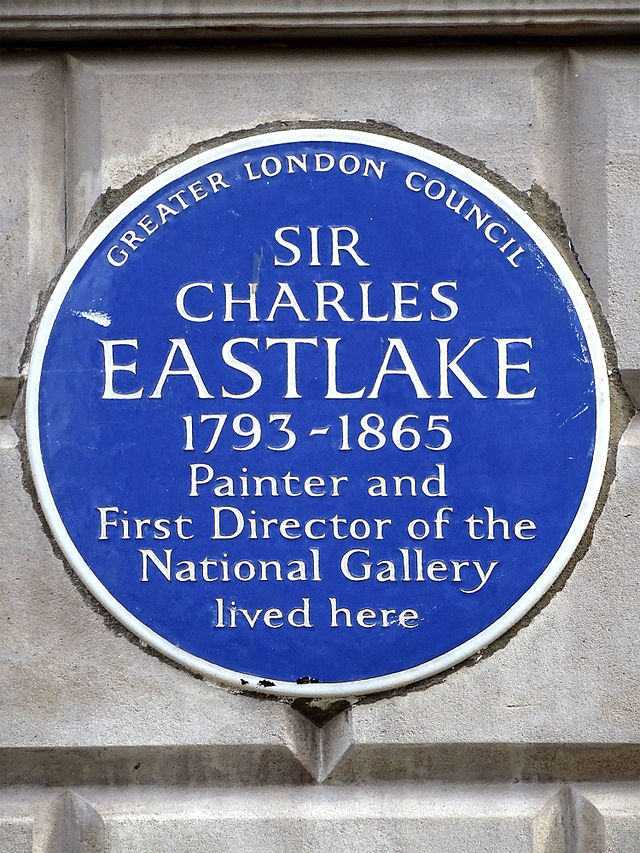 GREATER LONDON COUNCIL
SIR
CHARLES
EASTLAKE
1793-1865
Painter and
First Director of the
National Gallery
lived here